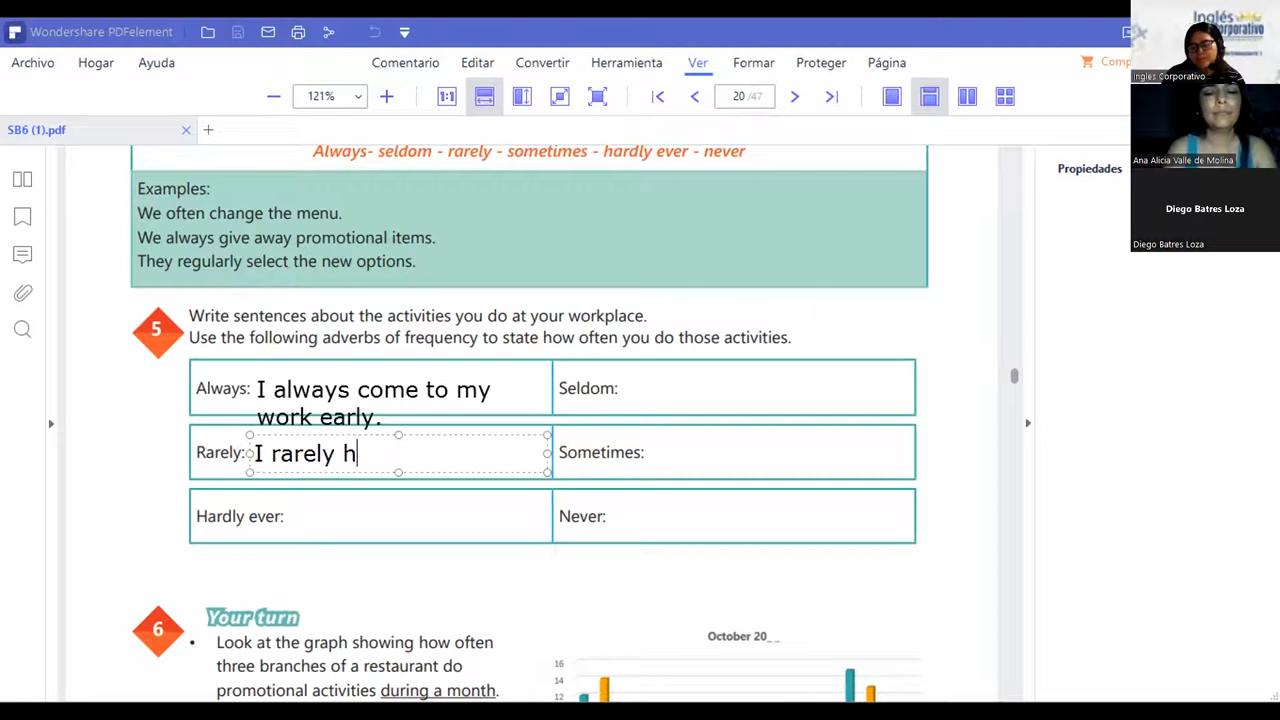 Wondershare PDFelement
Archivo Hogar Ayuda Comentario Editar Convertir Herramienta Ver Formar Proteger Página Comp
121% 20 /47
SB6 (1).pdf
Always- seldom - rarely - sometimes - hardly ever - never
Examples:
We often change the menu.
We always give away promotional items.
They regularly select the new options.
5
Write sentences about the activities you do at your workplace.
Use the following adverbs of frequency to state how often you do those activities.
Always: I always come to my
work early.
Seldom:
Rarely: I rarely h
Sometimes:
Hardly ever:
Never:
6
Your turn
• Look at the graph showing how often
three branches of a restaurant do
promotional activities during a month.
October 20__
16
14
12
Propiedades
Inglés
Corporativo
Ingles Corporativo
Ana Alicia Valle de Molina
Diego Batres Loza
Diego Batres Loza